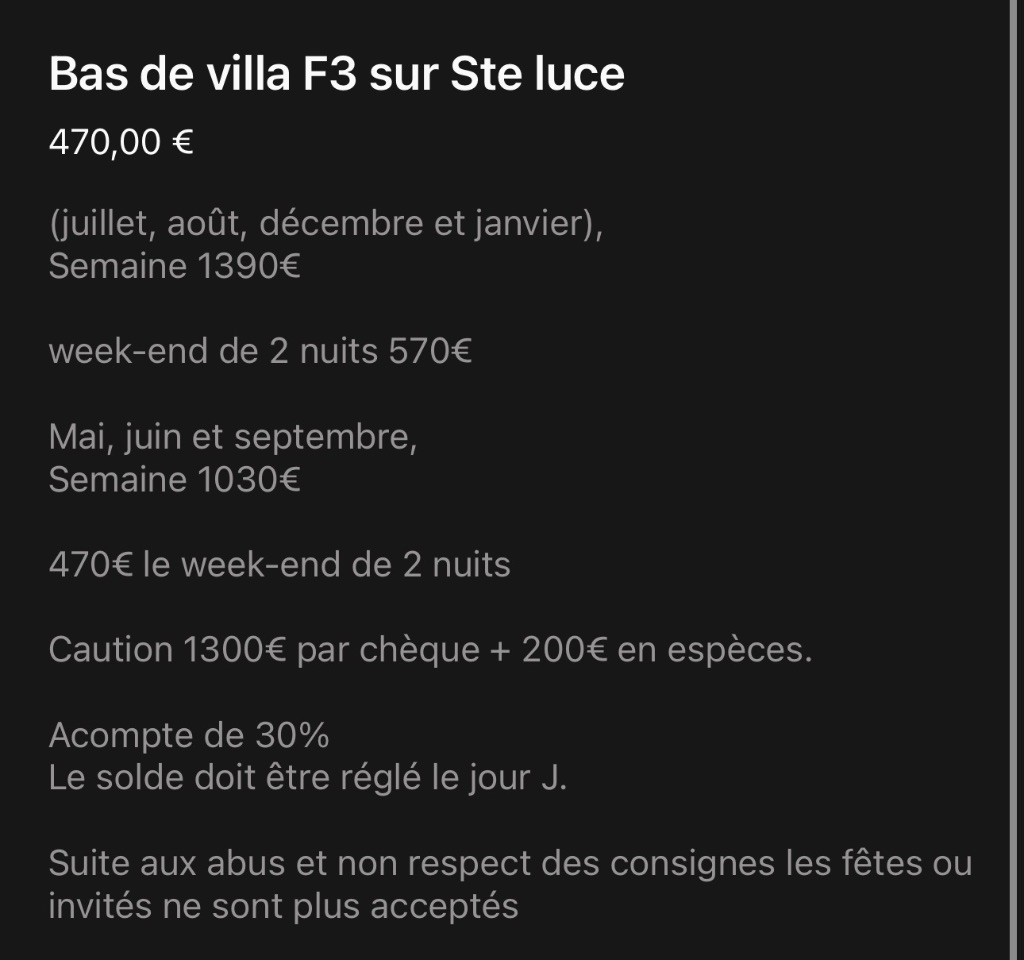 Bas de villa F3 sur Ste luce
470,00 €
(juillet, août, décembre et janvier),
Semaine 1390€
week-end de 2 nuits 570€
Mai, juin et septembre,
Semaine 1030€
470€ le week-end de 2 nuits
Caution 1300€ par chèque + 200€ en espèces.
Acompte de 30%
Le solde doit être réglé le jour J.
Suite aux abus et non respect des consignes les fêtes ou
invités ne sont plus acceptés